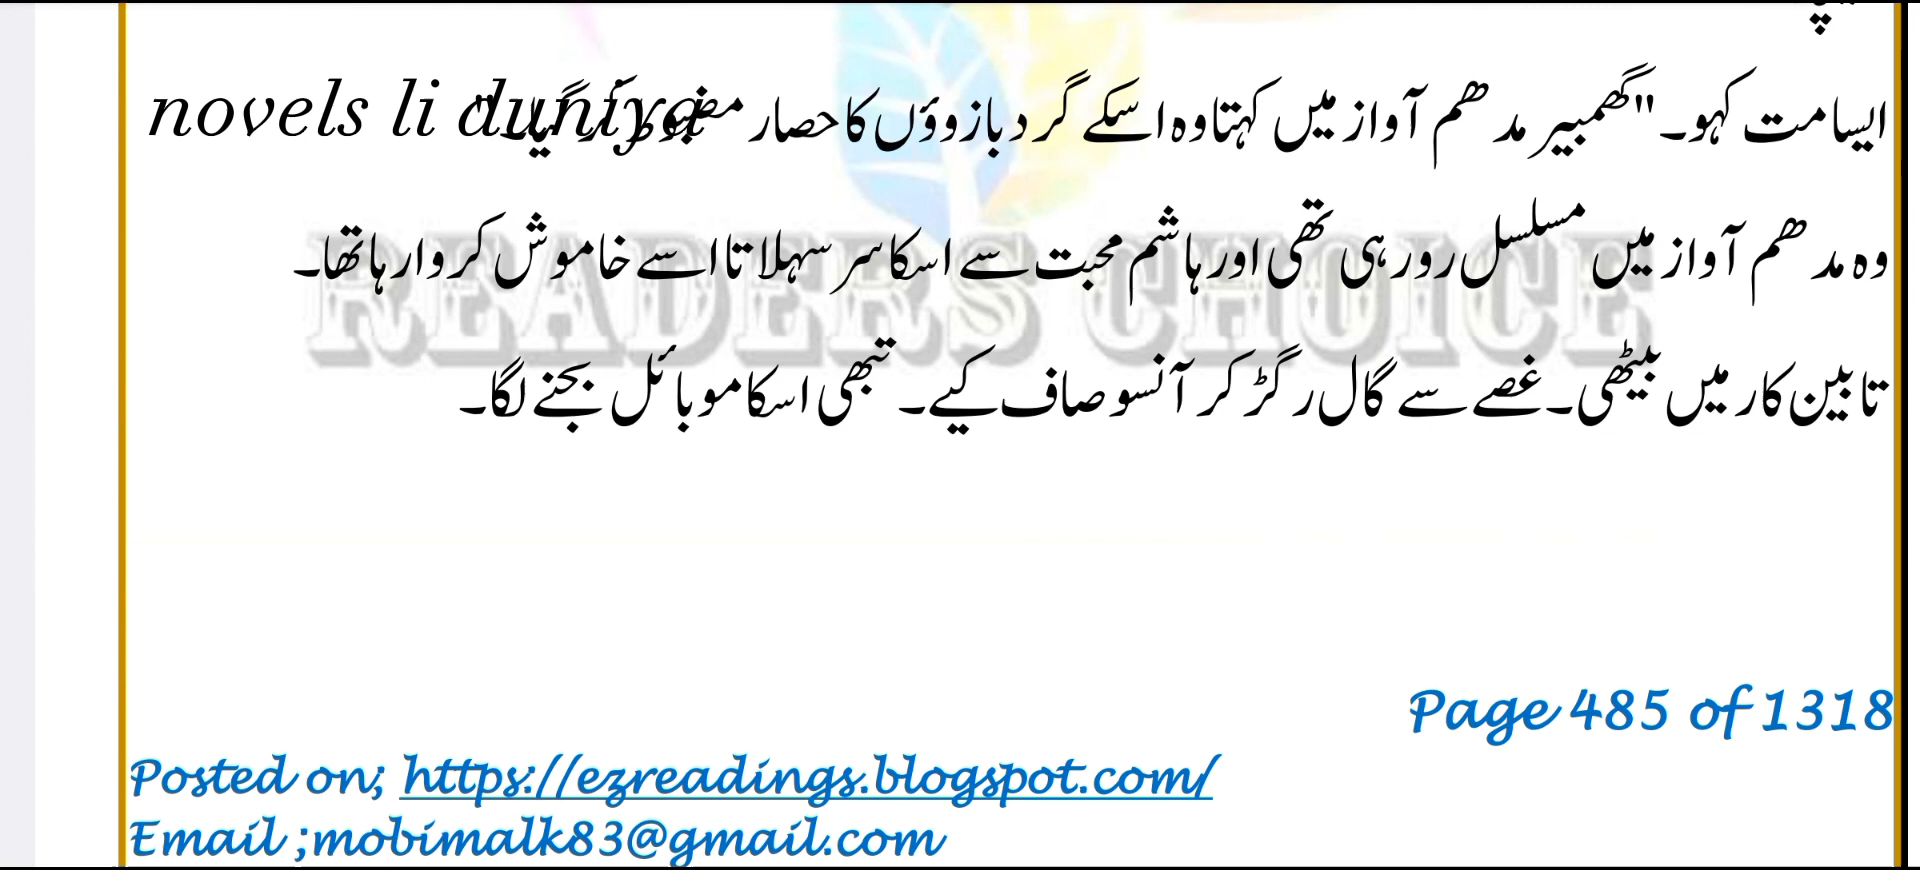 ایسا مت کہو۔"گھمبیر مدھم آواز میں کہتا وہ اسکے گرد بازوؤں کا حصار
novels li duniya
وہ مدھم آواز میں مسلسل رو رہی تھی اور ہاشم محبت سے اسکا سر سہلاتا اسے خاموش کروا رہا تھا۔
READERS CHOICE
تابین کار میں بیٹھی۔ غصے سے گال رگڑ کر آنسو صاف کیے۔ تبھی اسکا موبائل بجنے لگا۔
Page 485 of 1318
Posted on; https://ezreadings.blogspot.com/
Email ;mobimalk83@gmail.com